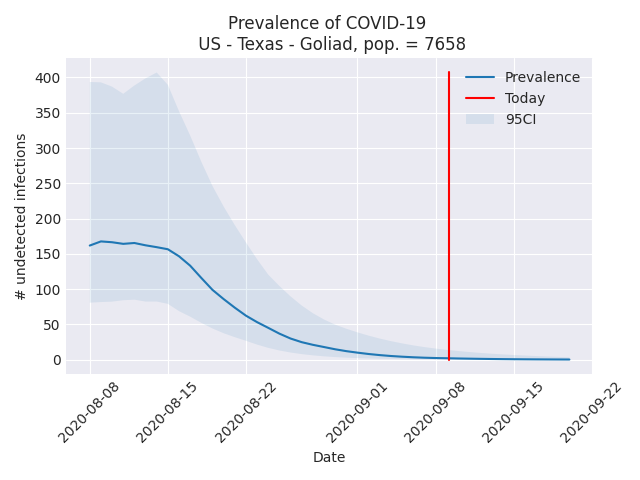 Prevalence of COVID-19
US - Texas - Goliad, pop. = 7658
# undetected infections
400
350
300
250
200
150
100
50
0
Prevalence
Today
95CI
2020-08-08
2020-08-15
2020-08-22
2020-09-01
2020-09-08
2020-09-15
2020-09-22
Date